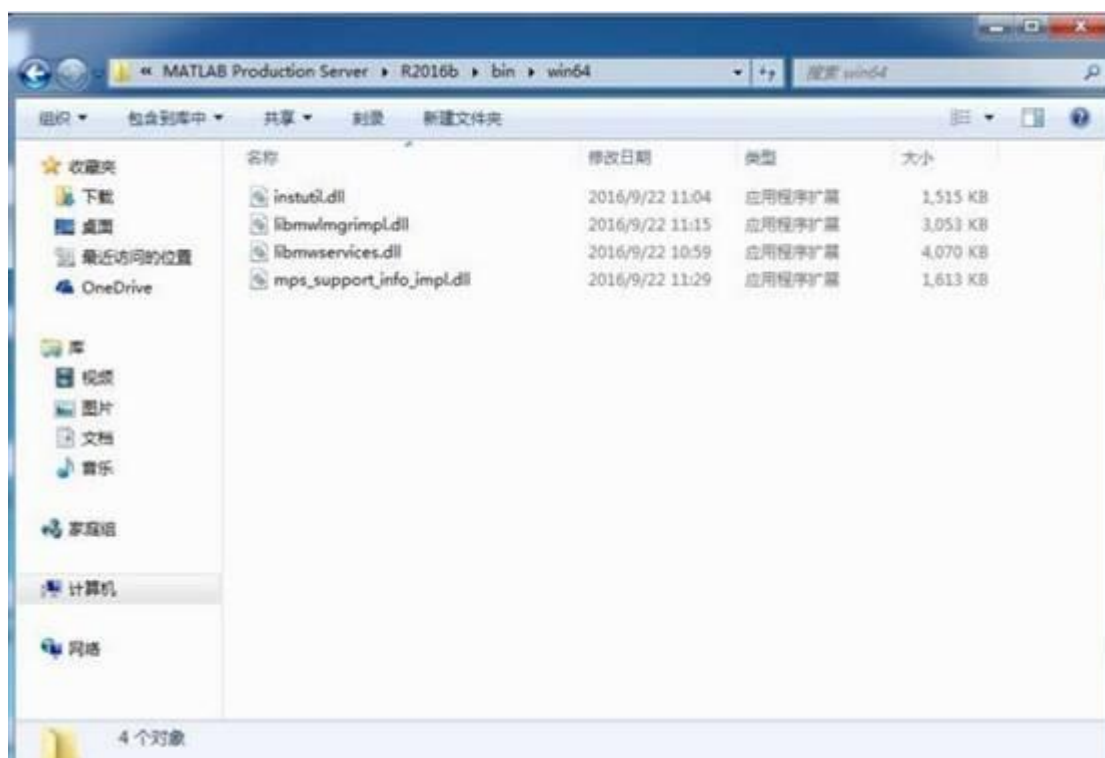 « MATLAB Production Server ▸ R2016b ▸ bin ▸ win64 搜索 win64
组织 包含到库中 共享 刻录 新建文件夹
收藏夹
下载
桌面
最近访问的位置
OneDrive
库
视频
图片
文档
音乐
家庭组
计算机
网络
名称 修改日期 类型 大小
instutil.dll 2016/9/22 11:04 应用程序扩展 1,515 KB
libmwlmgrimpl.dll 2016/9/22 11:15 应用程序扩展 3,053 KB
libmwservices.dll 2016/9/22 10:59 应用程序扩展 4,070 KB
mps_support_info_impl.dll 2016/9/22 11:29 应用程序扩展 1,613 KB
4 个对象